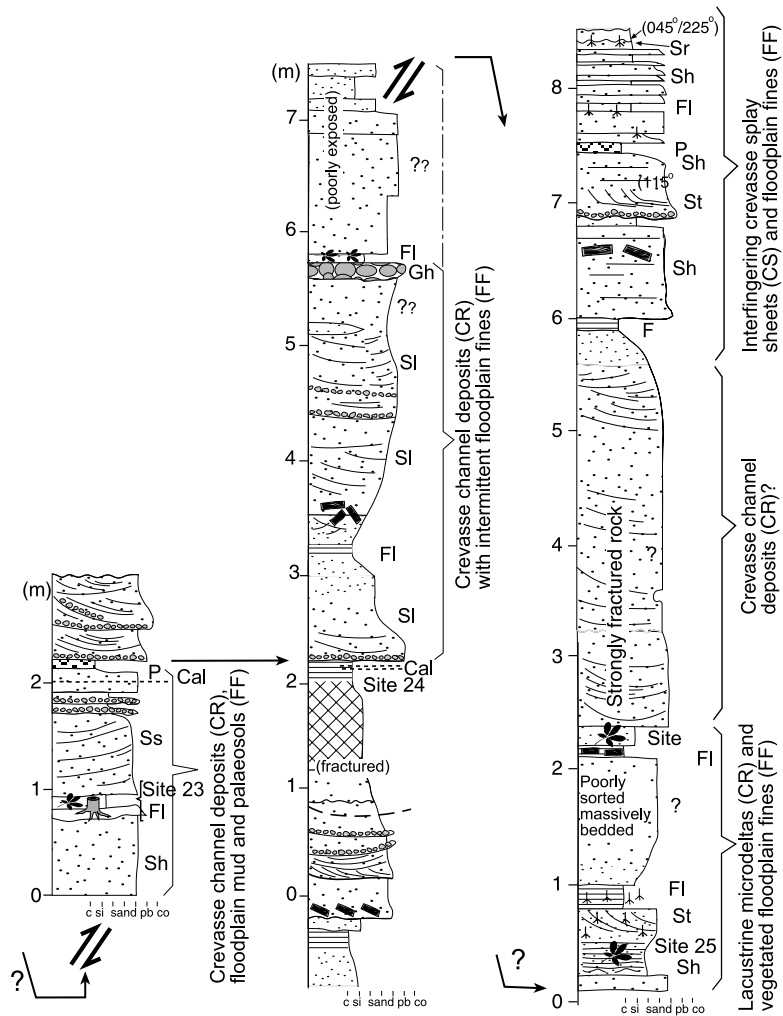 (m)
2
1
0
P
Cal
Ss
Site 23
Fl
Sh
c si sand pb co
?
Crevasse channel deposits (CR),
floodplain mud and palaeosols (FF)
(m)
7
6
5
4
3
2
1
0
(poorly exposed)
??
Fl
Gh
??
Sl
Sl
Fl
Sl
Cal
Site 24
(fractured)
c si sand pb co
Crevasse channel deposits (CR)
with intermittent floodplain fines (FF)
8
7
6
5
4
3
2
1
0
(045°/225°)
Sr
Sh
Fl
P
Sh
(115°
St
Sh
F
?
Strongly fractured rock
Site
Fl
Poorly
sorted
massively
bedded
?
Fl
St
Site 25
Sh
?
c si sand pb co
Interfingering crevasse splay
sheets (CS) and floodplain fines (FF)
Crevasse channel
deposits (CR)?
Lacustrine microdeltas (CR) and
vegetated floodplain fines (FF)